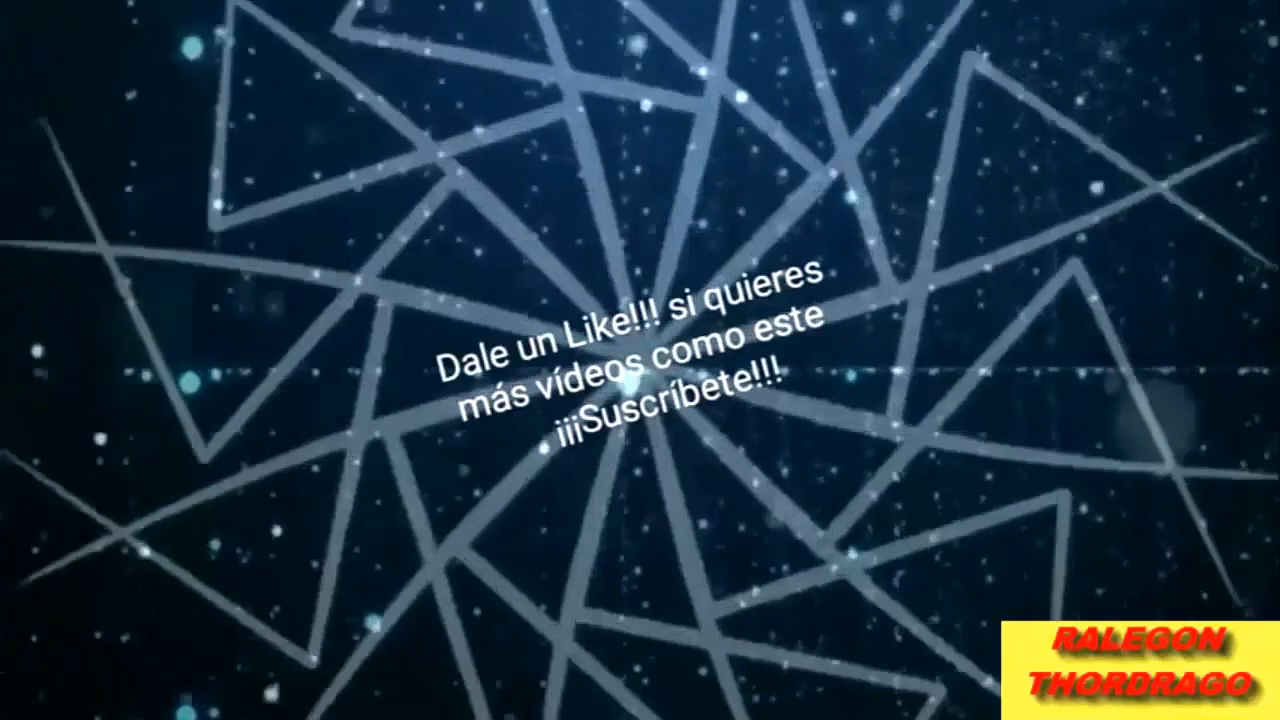 Dale un Like!!! si quieres
más vídeos como este
¡¡¡Suscríbete!!!
RALEGON
THORDRAGO